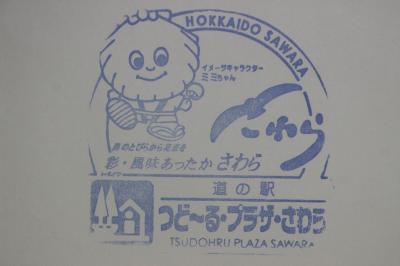 HOKKAIDO SAWARA
イメージキャラクター
ミミちゃん
さわら
彩・風味あったか さわら
道の駅
つど〜る・プラザ・さわら
TSUDOHRU PLAZA SAWARA